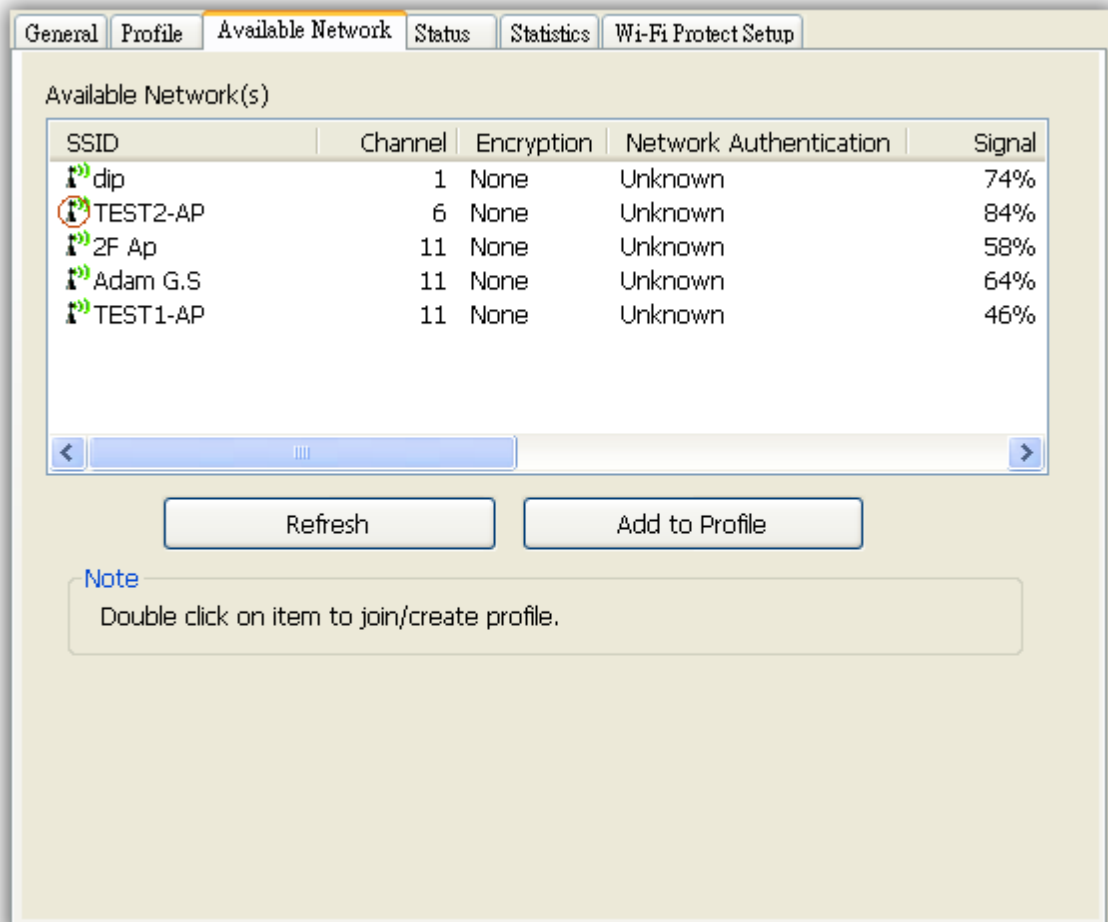 General Profile Available Network Status Statistics Wi-Fi Protect Setup
Available Network(s)
SSID Channel Encryption Network Authentication Signal
dip 1 None Unknown 74%
TEST2-AP 6 None Unknown 84%
2F Ap 11 None Unknown 58%
Adam G.S 11 None Unknown 64%
TEST1-AP 11 None Unknown 46%
Refresh Add to Profile
Note
Double click on item to join/create profile.